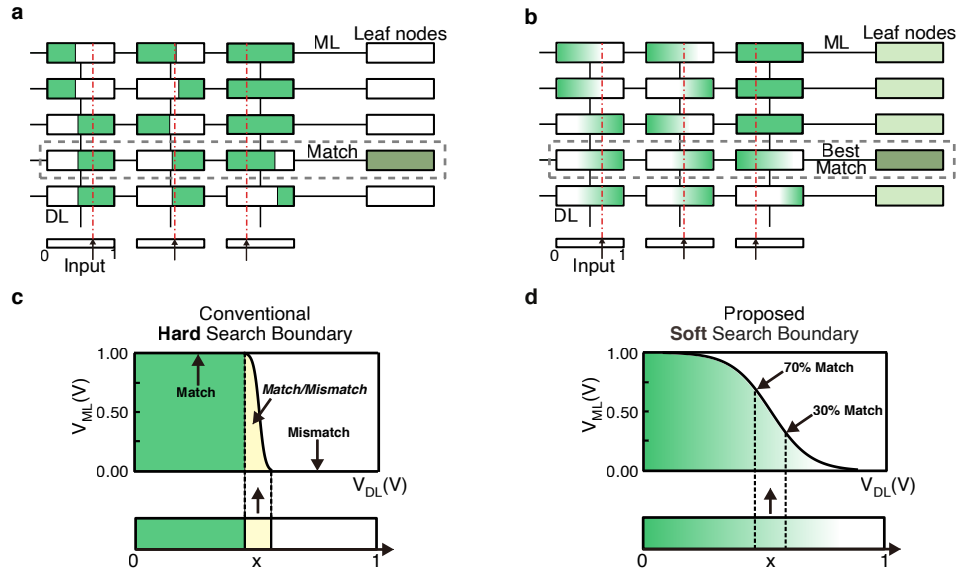 a
ML
Leaf nodes
Match
DL
0
1
Input
b
ML
Leaf nodes
Best
Match
DL
0
1
Input
c
Conventional
Hard Search Boundary
1.00
0.50
0.00
V_ML(V)
Match
Match/Mismatch
Mismatch
V_DL(V)
0
x
1
d
Proposed
Soft Search Boundary
1.00
0.50
0.00
V_ML(V)
70% Match
30% Match
V_DL(V)
0
x
1